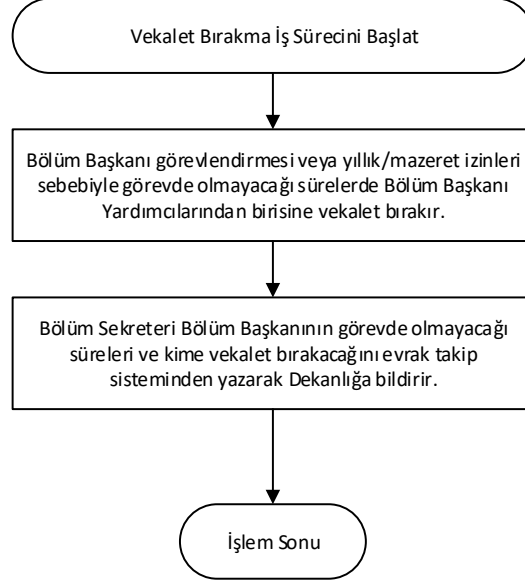 Vekalet Bırakma İş Sürecini Başlat
Bölüm Başkanı görevlendirmesi veya yıllık/mazeret izinleri
sebebiyle görevde olmayacağı sürelerde Bölüm Başkanı
Yardımcılarından birisine vekalet bırakır.
Bölüm Sekreteri Bölüm Başkanının görevde olmayacağı
süreleri ve kime vekalet bırakacağını evrak takip
sisteminden yazarak Dekanlığa bildirir.
İşlem Sonu